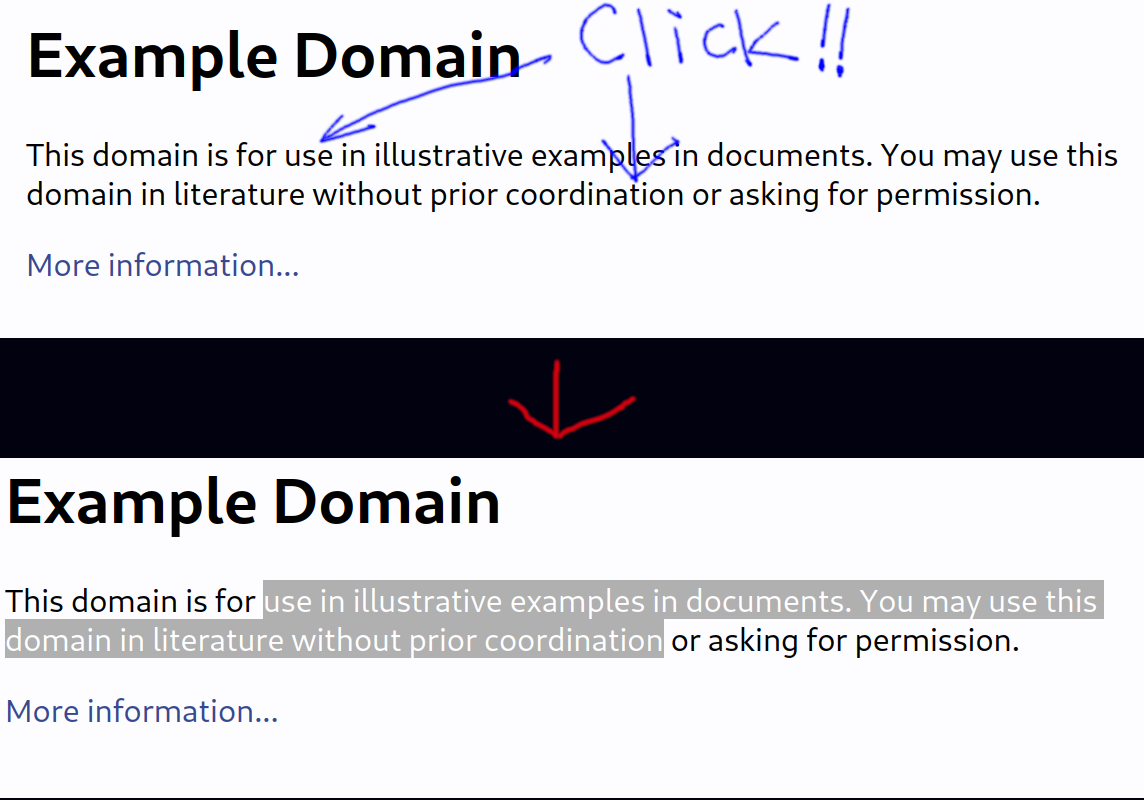 Example Domain
Click!!
This domain is for use in illustrative examples in documents. You may use this
domain in literature without prior coordination or asking for permission.
More information...
Example Domain
This domain is for use in illustrative examples in documents. You may use this
domain in literature without prior coordination or asking for permission.
More information...